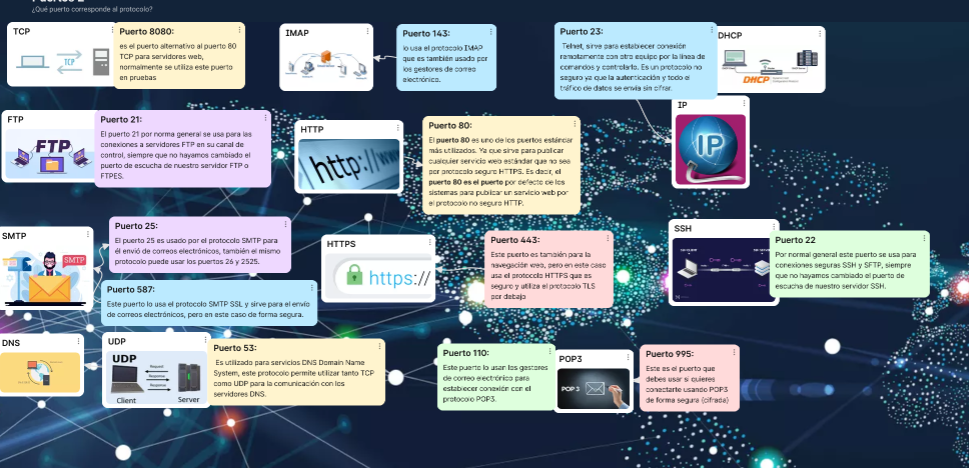 Puertos 2
¿Qué puerto corresponde al protocolo?
TCP
TCP
Puerto 8080:
es el puerto alternativo al puerto 80
TCP para servidores web,
normalmente se utiliza este puerto
en pruebas
IMAP
Puerto 143:
lo usa el protocolo IMAP
que es también usado por
los gestores de correo
electrónico.
Puerto 23:
Telnet, sirve para establecer conexión
remotamente con otro equipo por la línea de
comandos y controlarlo. Es un protocolo no
seguro ya que la autenticación y todo el
tráfico de datos se envía sin cifrar.
DHCP
DHCP
FTP
FTP
Puerto 21:
El puerto 21 por norma general se usa para las
conexiones a servidores FTP en su canal de
control, siempre que no hayamos cambiado el
puerto de escucha de nuestro servidor FTP o
FTPES.
HTTP
http://ww
Puerto 80:
El puerto 80 es uno de los puertos estándar
más utilizados. Ya que sirve para publicar
cualquier servicio web estándar que no sea
por protocolo seguro HTTPS. Es decir, el
puerto 80 es el puerto por defecto de los
sistemas para publicar un servicio web por
el protocolo no seguro HTTP.
IP
IP
SMTP
SMTP
Puerto 25:
El puerto 25 es usado por el protocolo SMTP para
él envió de correos electrónicos, también el mismo
protocolo puede usar los puertos 26 y 2525.
Puerto 587:
Este puerto lo usa el protocolo SMTP SSL y sirve para el envío
de correos electrónicos, pero en este caso de forma segura.
HTTPS
https://
Puerto 443:
Este puerto es también para la
navegación web, pero en este caso
usa el protocolo HTTPS que es
seguro y utiliza el protocolo TLS
por debajo
SSH
Puerto 22
Por normal general este puerto se usa para
conexiones seguras SSH y SFTP, siempre
que no hayamos cambiado el puerto de
escucha de nuestro servidor SSH.
DNS
UDP
UDP
Request
Response
Response
Client
Server
Puerto 53:
Es utilizado para servicios DNS Domain Name
System, este protocolo permite utilizar tanto TCP
como UDP para la comunicación con los
servidores DNS.
Puerto 110:
Este puerto lo usan los gestores
de correo electrónico para
establecer conexión con el
protocolo POP3.
POP3
POP 3
Puerto 995:
Este es el puerto que
debes usar si quieres
conectarte usando POP3
de forma segura (cifrada)